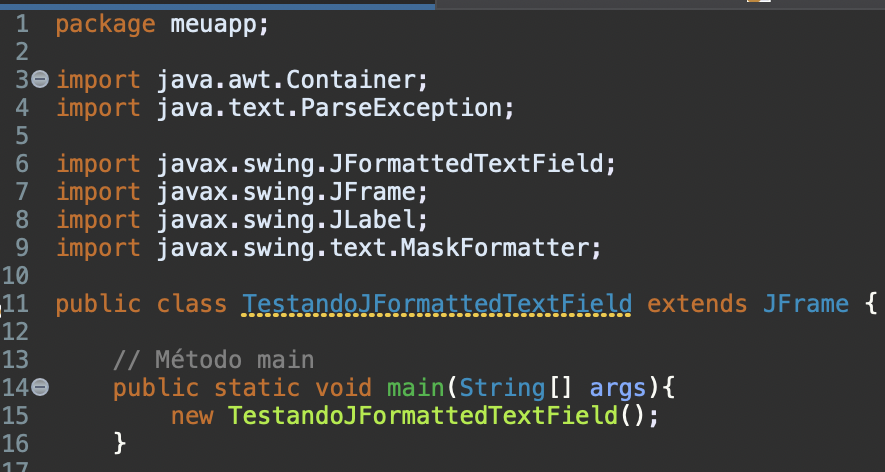 1 package meuapp;
2
3 import java.awt.Container;
4 import java.text.ParseException;
5
6 import javax.swing.JFormattedTextField;
7 import javax.swing.JFrame;
8 import javax.swing.JLabel;
9 import javax.swing.text.MaskFormatter;
10
11 public class TestandoJFormattedTextField extends JFrame {
12
13     // Método main
14     public static void main(String[] args){
15         new TestandoJFormattedTextField();
16     }
17